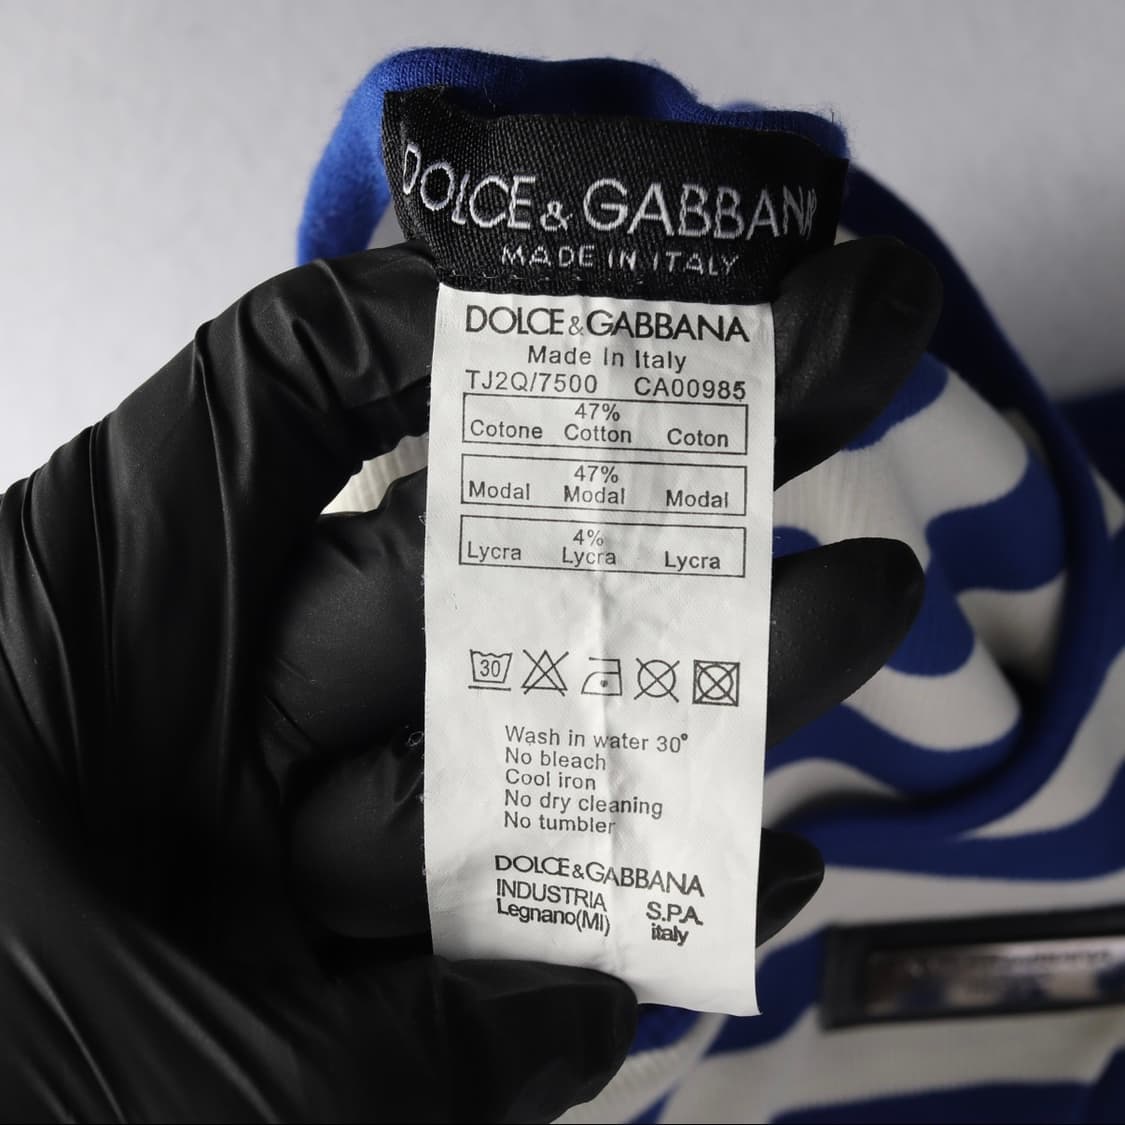 DOLCE & GABBANA
MADE IN ITALY
DOLCE&GABBANA
Made In Italy
TJ2Q/7500 CA00985
47%
Cotone Cotton Coton
47%
Modal Modal Modal
4%
Lycra Lycra Lycra
30
Wash in water 30°
No bleach
Cool iron
No dry cleaning
No tumbler
DOLCE&GABBANA
INDUSTRIA S.P.A.
Legnano(MI) italy